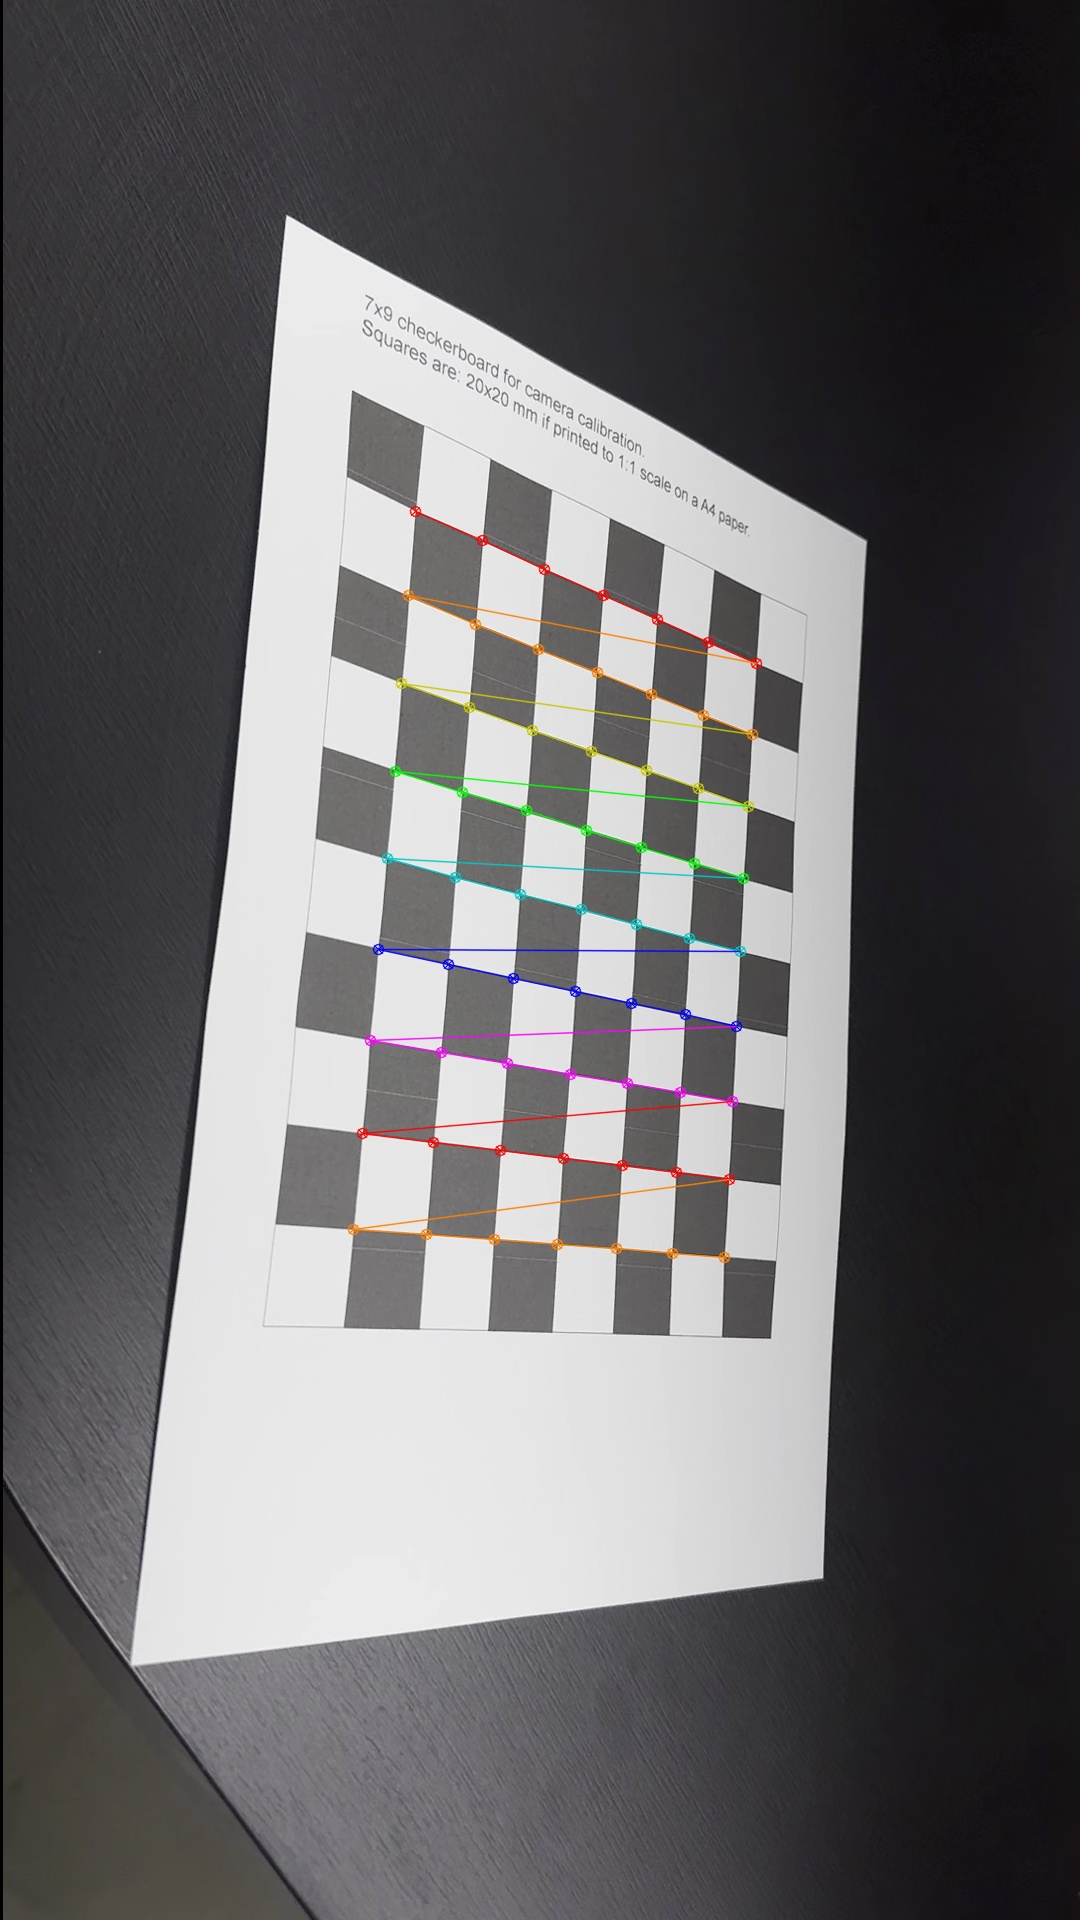 7x9 checkerboard for camera calibration.
Squares are: 20x20 mm if printed to 1:1 scale on a A4 paper.